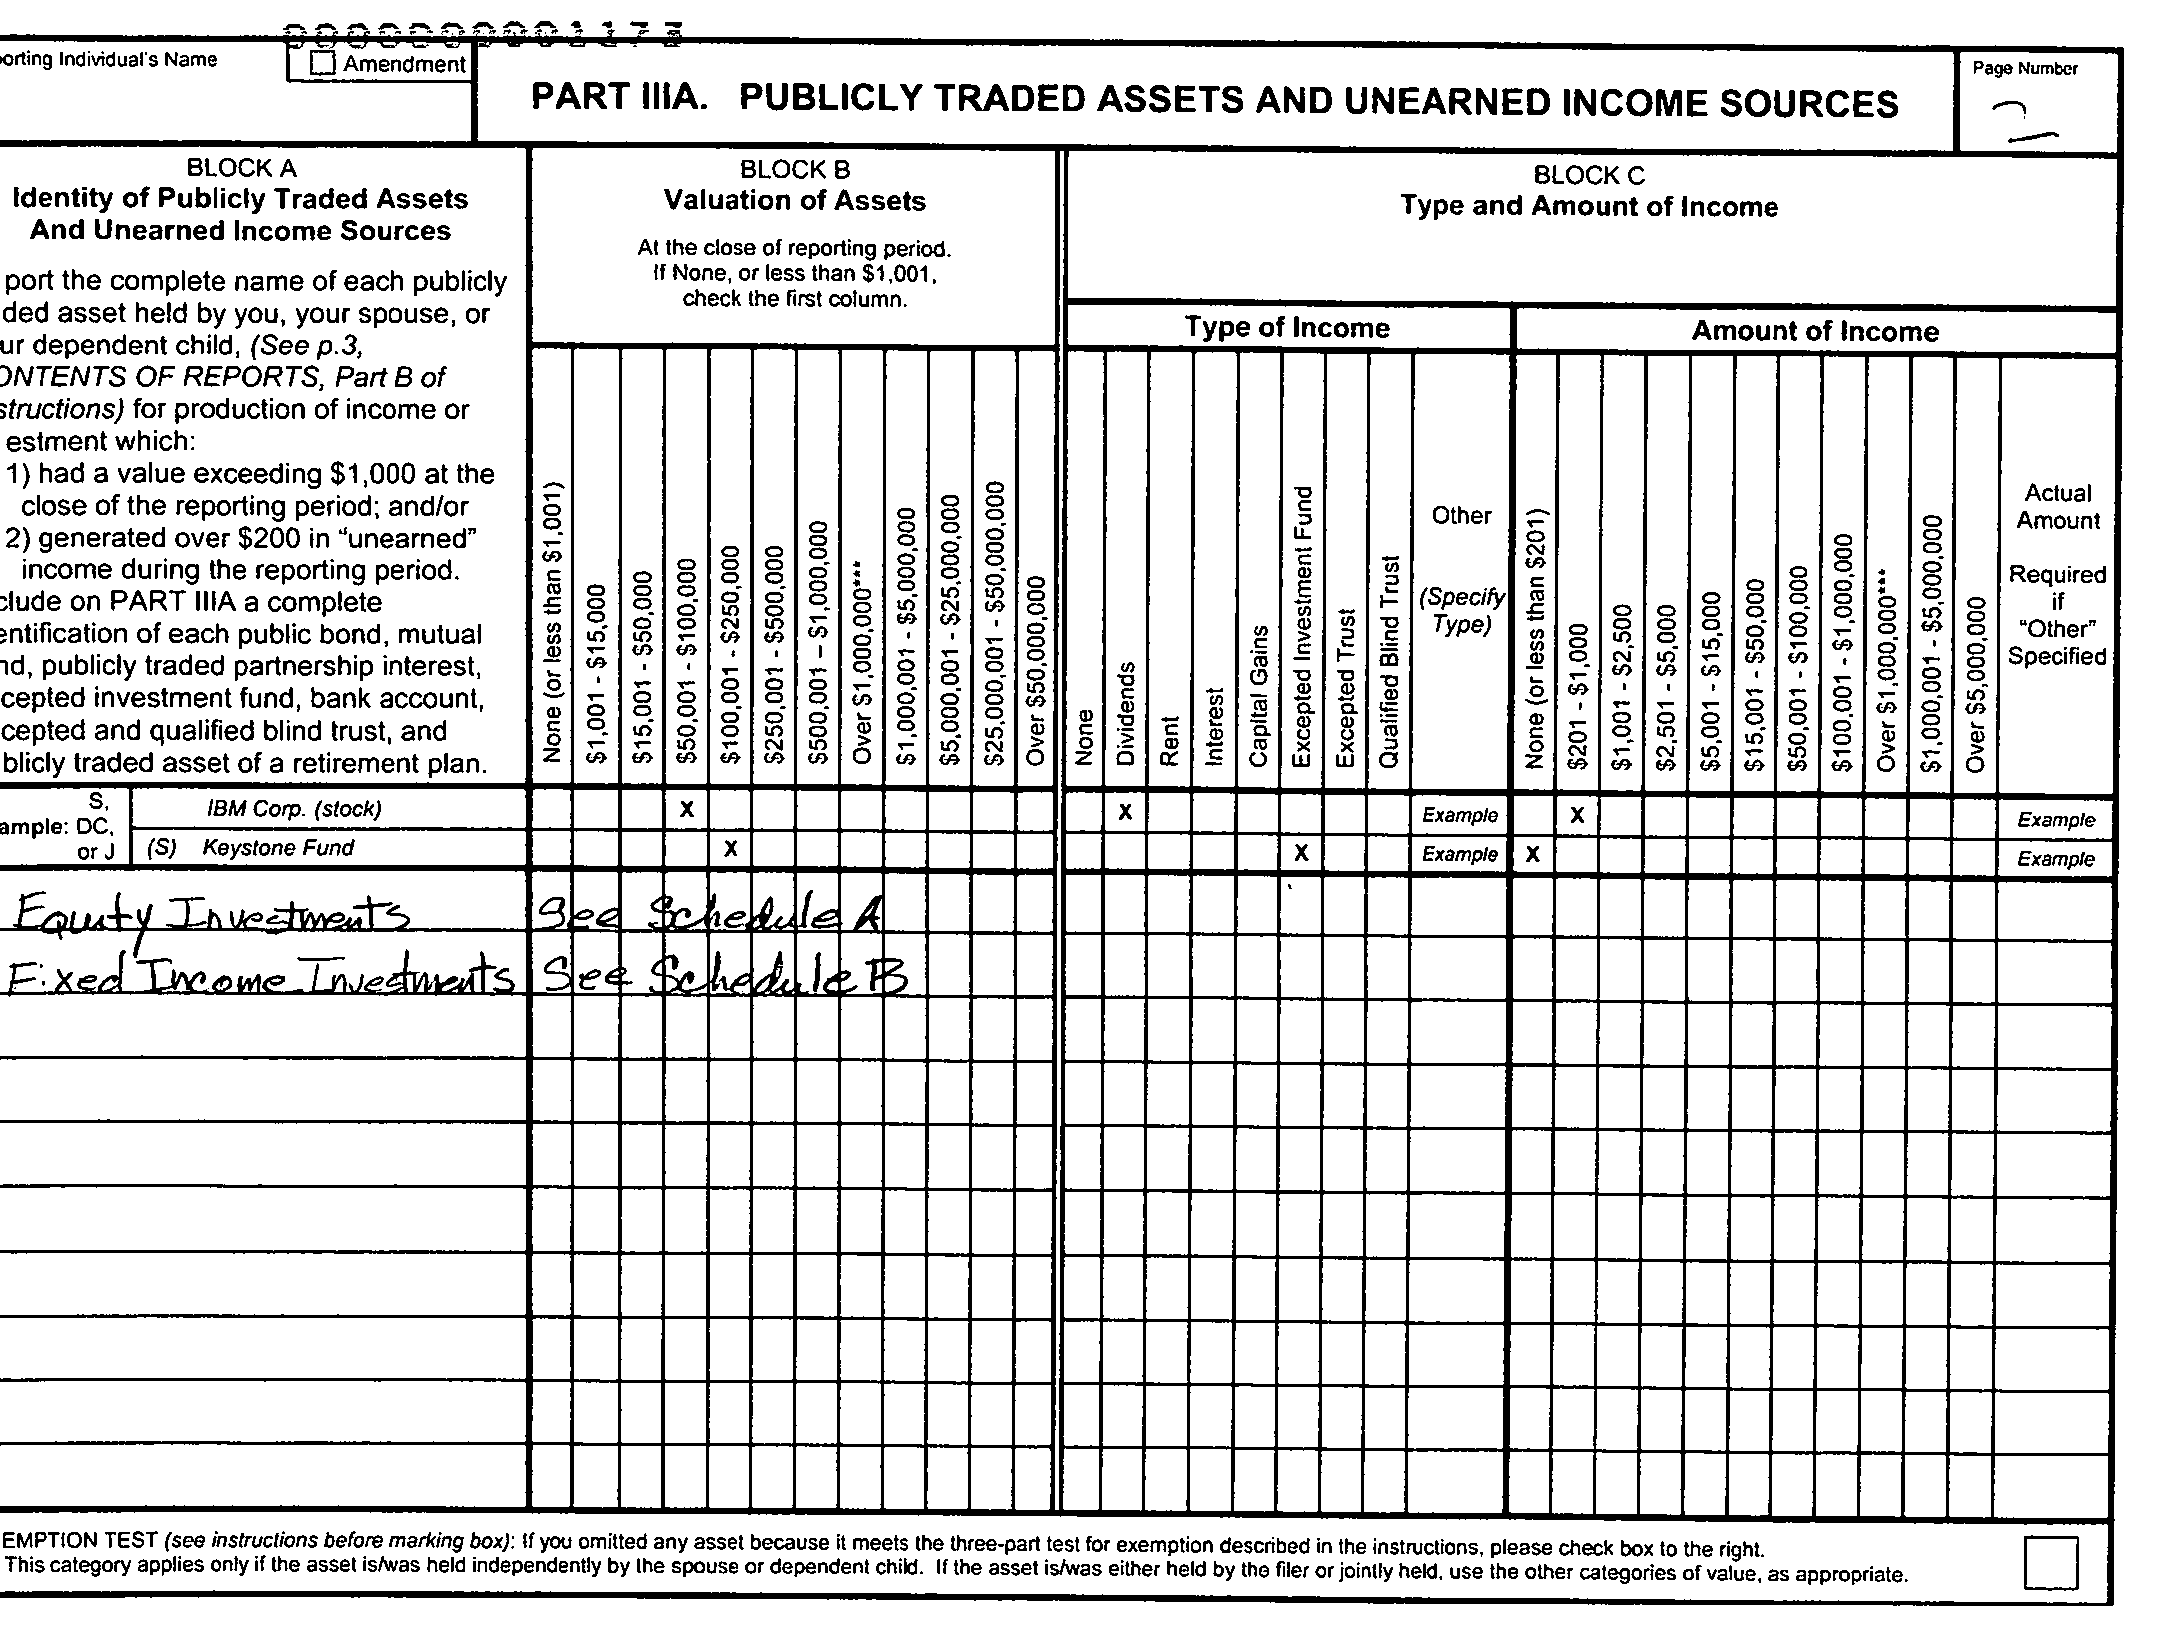 orting Individual's Name
Amendment
PART IIIA. PUBLICLY TRADED ASSETS AND UNEARNED INCOME SOURCES
Page Number
2
BLOCK A
Identity of Publicly Traded Assets
And Unearned Income Sources
port the complete name of each publicly
ded asset held by you, your spouse, or
ur dependent child, (See p.3,
ONTENTS OF REPORTS, Part B of
structions) for production of income or
estment which:
1) had a value exceeding $1,000 at the
close of the reporting period; and/or
2) generated over $200 in "unearned"
income during the reporting period.
clude on PART IIIA a complete
entification of each public bond, mutual
nd, publicly traded partnership interest,
cepted investment fund, bank account,
cepted and qualified blind trust, and
blicly traded asset of a retirement plan.
BLOCK B
Valuation of Assets
At the close of reporting period.
If None, or less than $1,001,
check the first column.
None (or less than $1,001)
$1,001 - $15,000
$15,001 - $50,000
$50,001 - $100,000
$100,001 - $250,000
$250,001 - $500,000
$500,001 – $1,000,000
Over $1,000,000***
$1,000,001 - $5,000,000
$5,000,001 - $25,000,000
$25,000,001 - $50,000,000
Over $50,000,000
BLOCK C
Type and Amount of Income
Type of Income
None
Dividends
Rent
Interest
Capital Gains
Excepted Investment Fund
Excepted Trust
Qualified Blind Trust
Other
(Specify
Type)
Amount of Income
None (or less than $201)
$201 - $1,000
$1,001 - $2,500
$2,501 - $5,000
$5,001 - $15,000
$15,001 - $50,000
$50,001 - $100,000
$100,001 - $1,000,000
Over $1,000,000***
$1,000,001 - $5,000,000
Over $5,000,000
Actual
Amount
Required
if
"Other"
Specified
S,
ample: DC,
or J
IBM Corp. (stock) X X Example X Example
(S) Keystone Fund X X Example X Example
Equity Investments See Schedule A
Fixed Income Investments See Schedule B
EMPTION TEST (see instructions before marking box): If you omitted any asset because it meets the three-part test for exemption described in the instructions, please check box to the right.
This category applies only if the asset is/was held independently by the spouse or dependent child. If the asset is/was either held by the filer or jointly held, use the other categories of value, as appropriate.